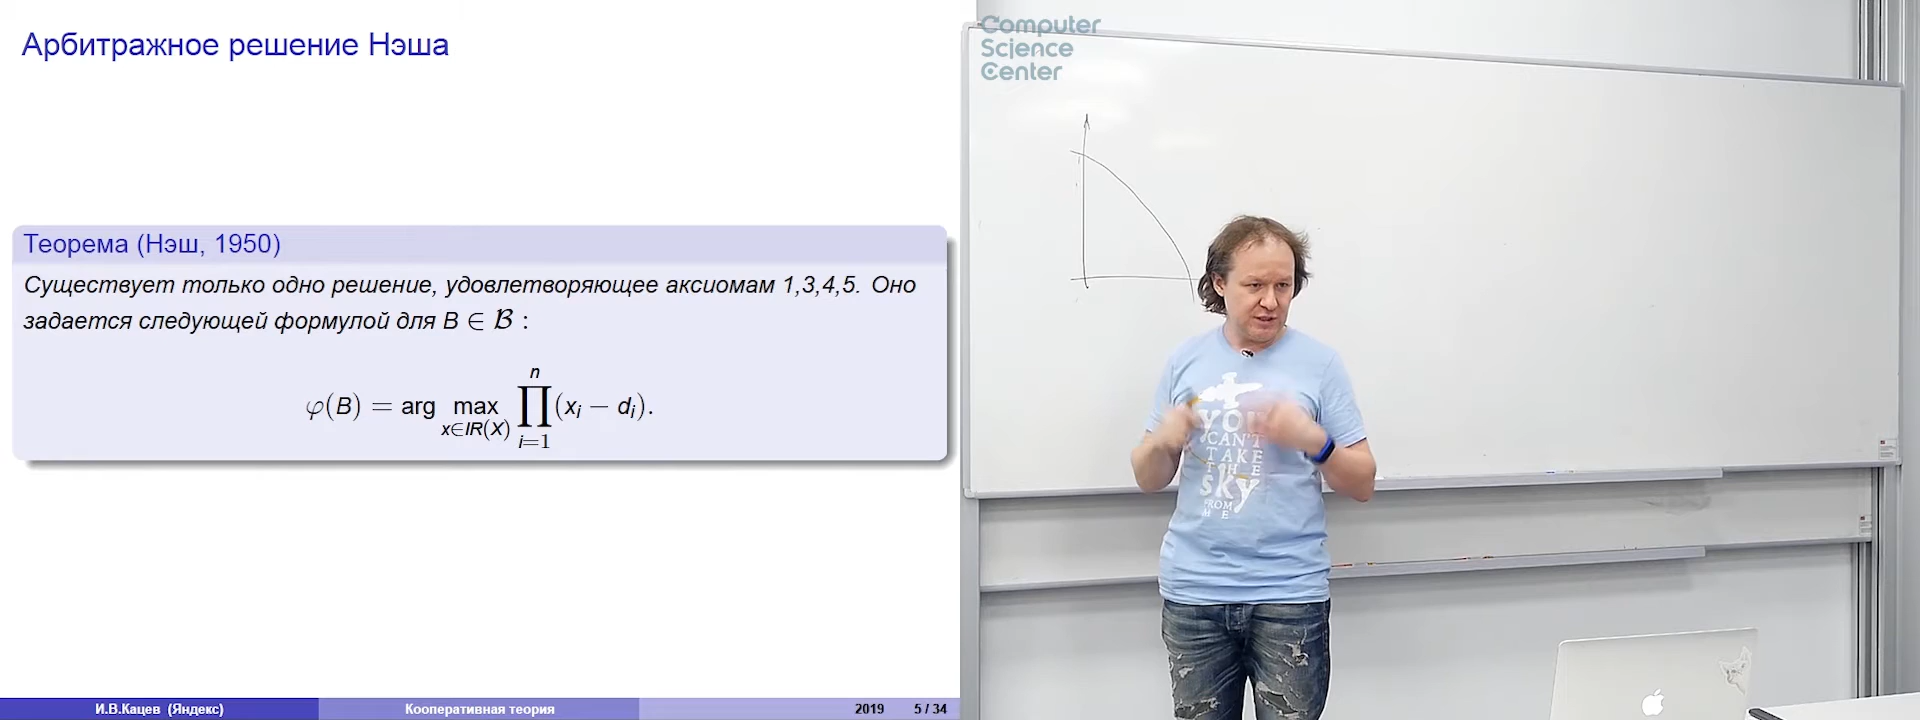 Арбитражное решение Нэша
Теорема (Нэш, 1950)
Существует только одно решение, удовлетворяющее аксиомам 1,3,4,5. Оно
задается следующей формулой для B ∈ ℬ :
φ(B) = arg max_{x∈IR(X)} ∏_{i=1}^{n} (x_i − d_i).
И.В.Кацев (Яндекс) Кооперативная теория 2019 5 / 34
Computer
Science
Center
YOU
CAN'T
TAKE
THE
SKY
FROM
ME